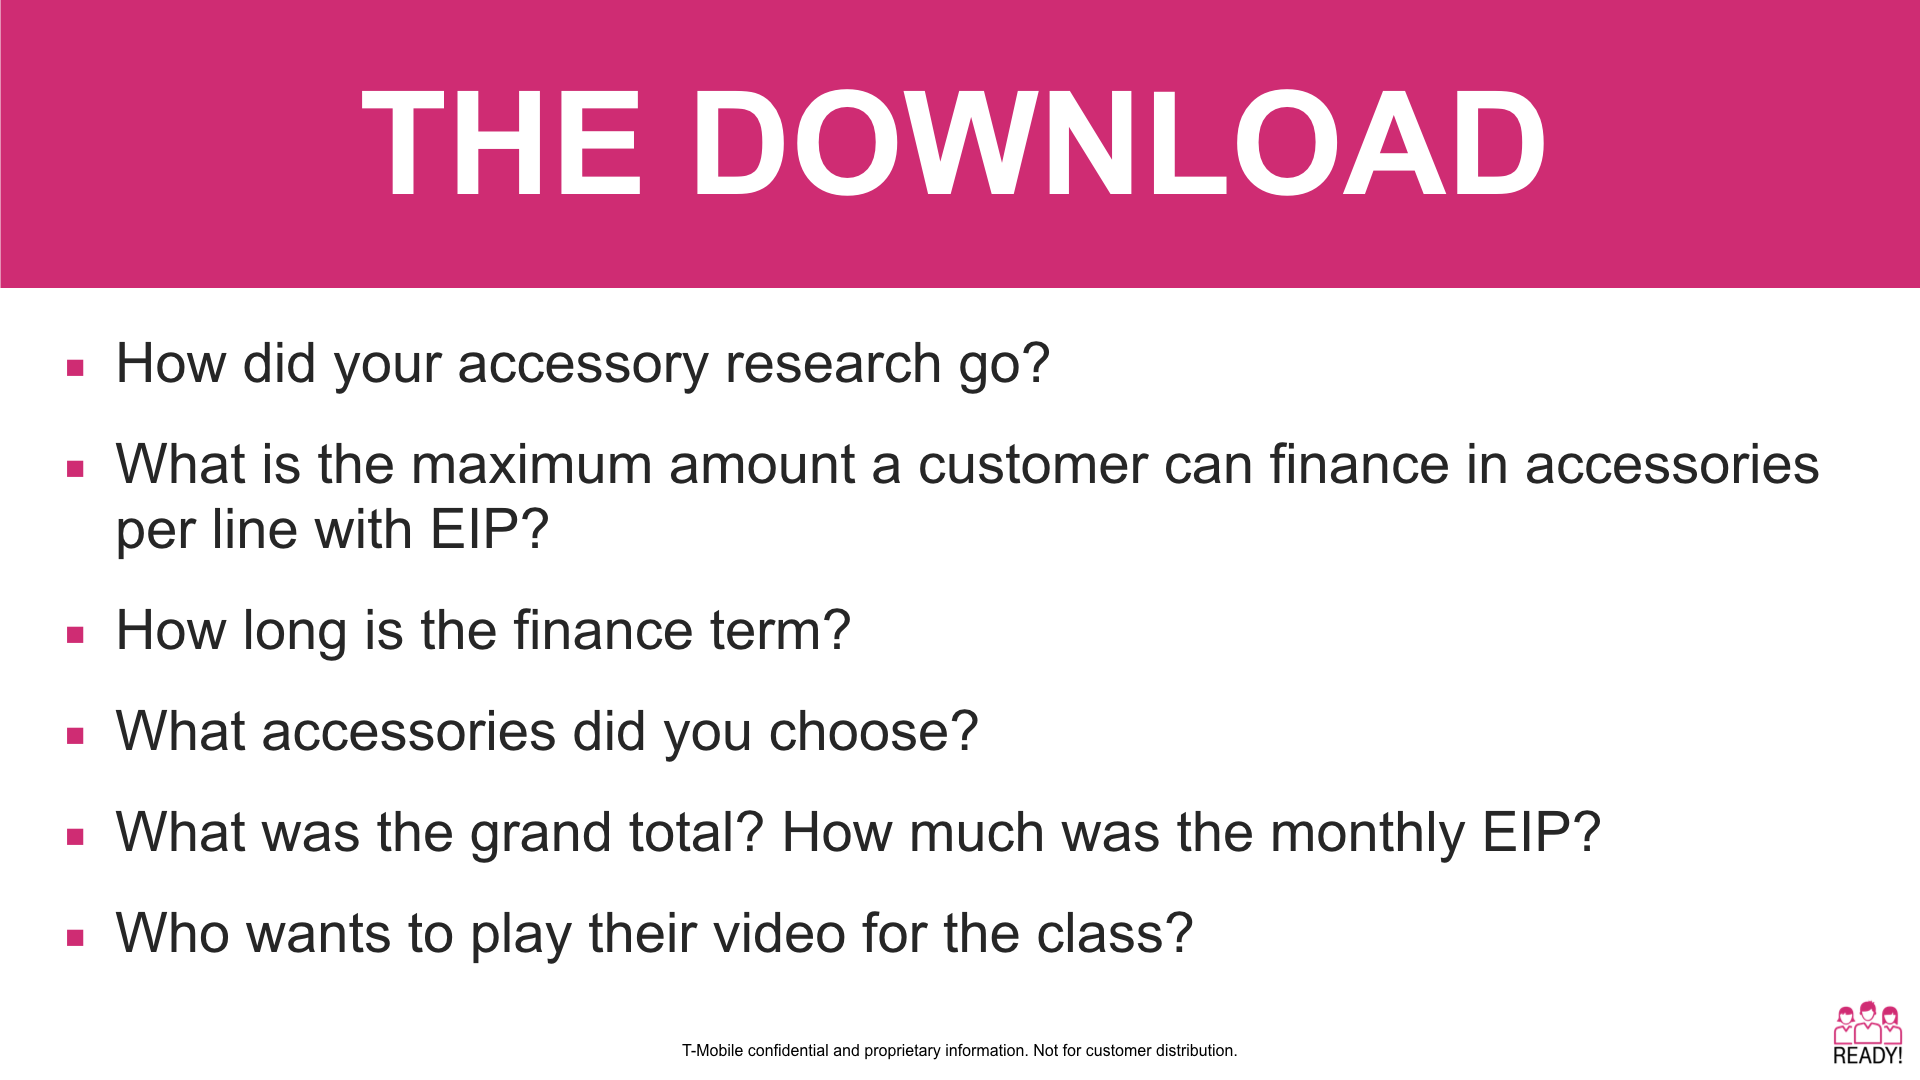 THE DOWNLOAD
How did your accessory research go?
What is the maximum amount a customer can finance in accessories
per line with EIP?
How long is the finance term?
What accessories did you choose?
What was the grand total? How much was the monthly EIP?
Who wants to play their video for the class?
T-Mobile confidential and proprietary information. Not for customer distribution.
READY!